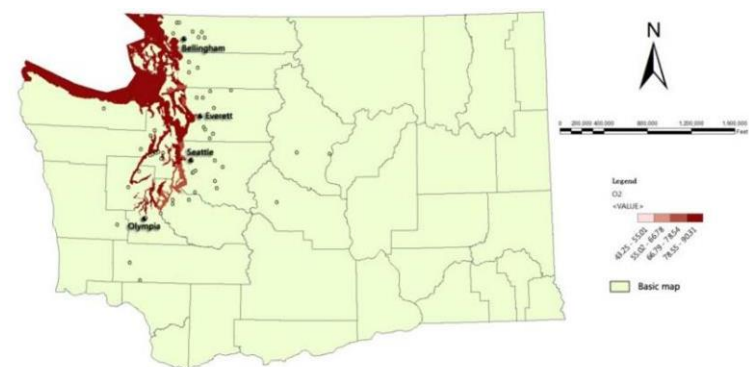 N
Bellingham
Everett
Seattle
Olympia
0 200,000 400,000 800,000 1,200,000 1,600,000
Feet
Legend
O2
<VALUE>
43.25 - 55.01
55.02 - 66.78
66.79 - 78.54
78.55 - 90.31
Basic map